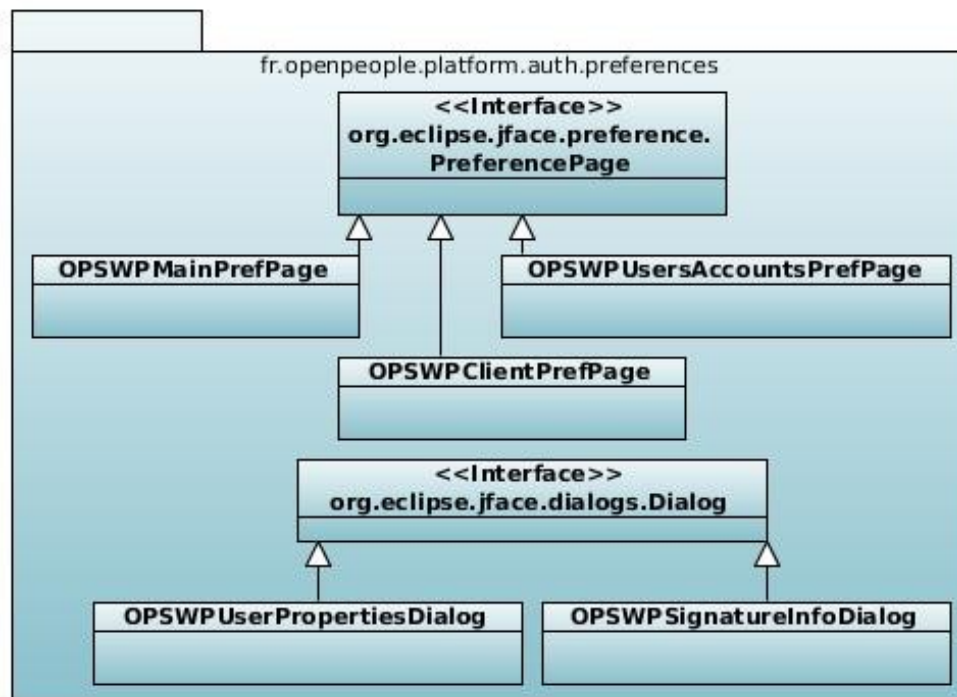 fr.openpeople.platform.auth.preferences
<<Interface>>
org.eclipse.jface.preference.
PreferencePage
OPSWPMainPrefPage
OPSWPUsersAccountsPrefPage
OPSWPClientPrefPage
<<Interface>>
org.eclipse.jface.dialogs.Dialog
OPSWPUserPropertiesDialog
OPSWPSignatureInfoDialog